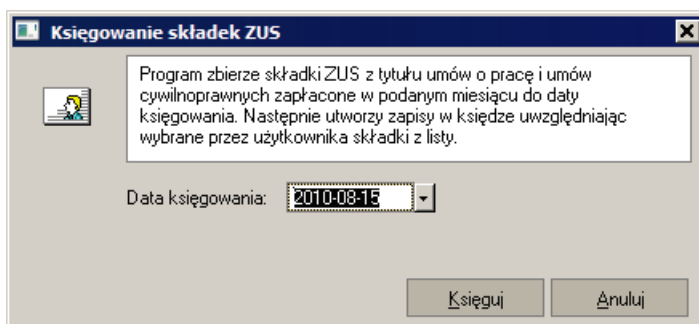 Księgowanie składek ZUS
Program zbierze składki ZUS z tytułu umów o pracę i umów
cywilnoprawnych zapłacone w podanym miesiącu do daty
księgowania. Następnie utworzy zapisy w księdze uwzględniając
wybrane przez użytkownika składki z listy.
Data księgowania: 2010-08-15
Księguj Anuluj